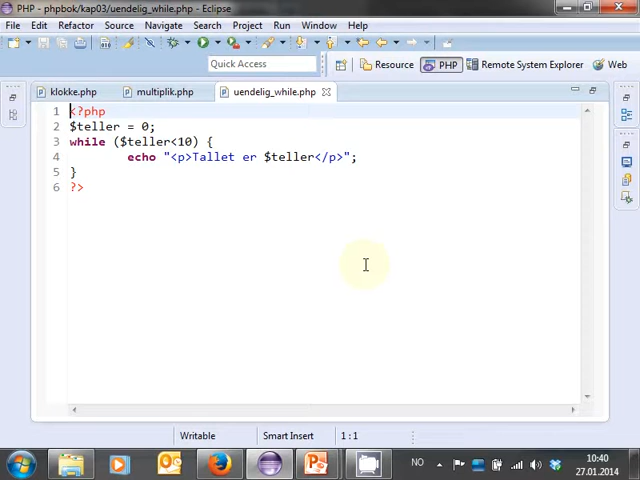 PHP - phpbok/kap03/uendelig_while.php - Eclipse
File Edit Refactor Source Navigate Search Project Run Window Help
Quick Access
Resource PHP Remote System Explorer Web
klokke.php multiplik.php uendelig_while.php
1 <?php
2 $teller = 0;
3 while ($teller<10) {
4 echo "<p>Tallet er $teller</p>";
5 }
6 ?>
Writable Smart Insert 1 : 1
NO 10:40
27.01.2014